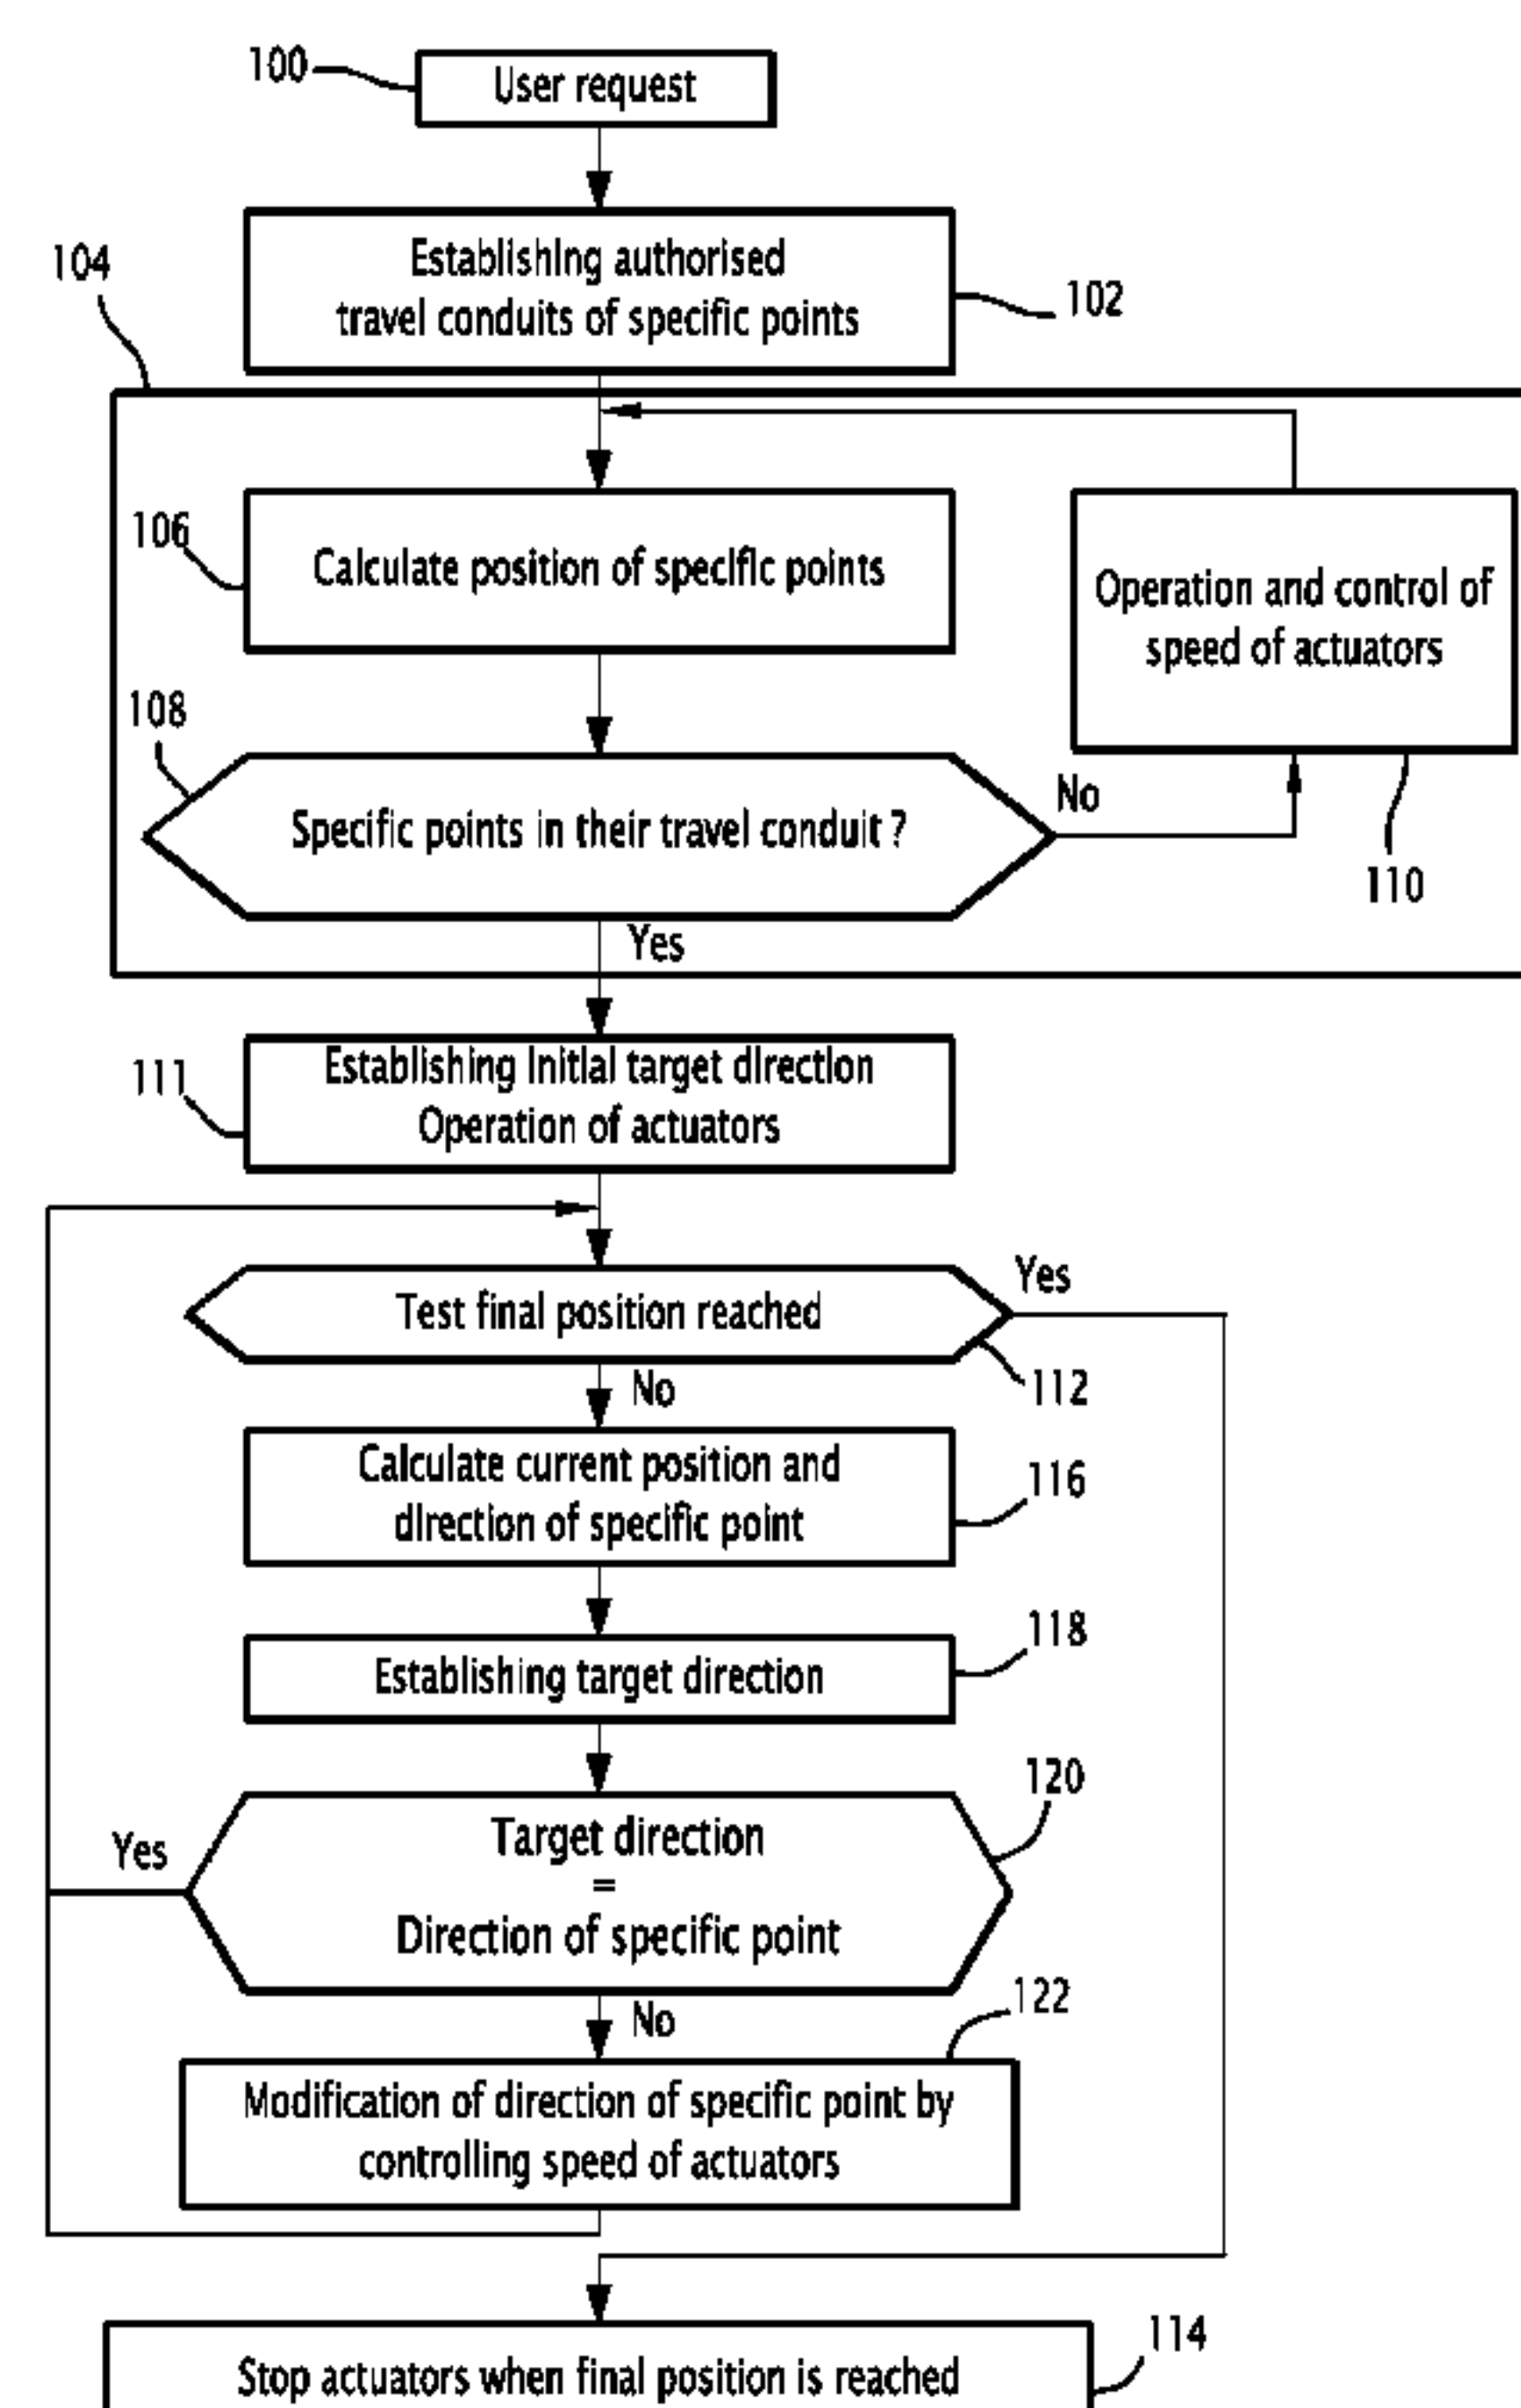 100
User request
Establishing authorised
travel conduits of specific points
102
104
106
Calculate position of specific points
Operation and control of
speed of actuators
108
Specific points in their travel conduit ?
No
110
Yes
111
Establishing initial target direction
Operation of actuators
Test final position reached
Yes
112
No
Calculate current position and
direction of specific point
116
Establishing target direction
118
Target direction
=
Direction of specific point
120
Yes
No
122
Modification of direction of specific point by
controlling speed of actuators
Stop actuators when final position is reached
114